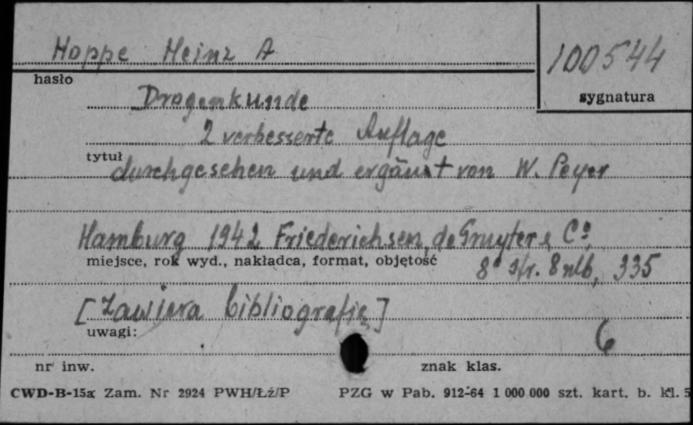 Hoppe Heinz A
100544
hasło
sygnatura
Drogenkunde
2 verbesserte Auflage
tytuł
durchgesehen und ergänzt von W. Peyer
Hamburg 1942 Friederichsen, de Gruyter & Co
miejsce, rok wyd., nakładca, format, objętość
8° str. 8 nlb, 335
[Zawiera bibliografię]
uwagi:
6
nr inw.
znak klas.
CWD-B-15a Zam. Nr 2924 PWH/Łź/P PZG w Pab. 912-64 1 000 000 szt. kart. b. kl. 5